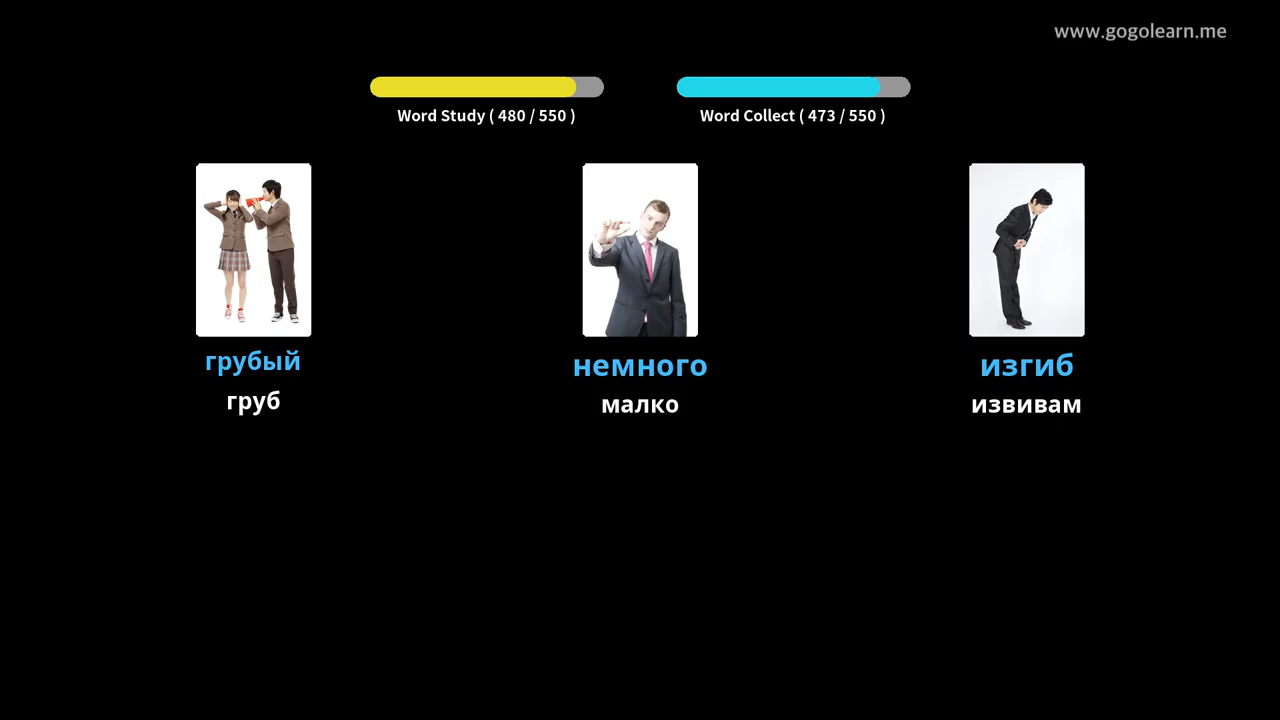 www.gogolearn.me
Word Study ( 480 / 550 )
Word Collect ( 473 / 550 )
грубый
груб
немного
малко
изгиб
извивам